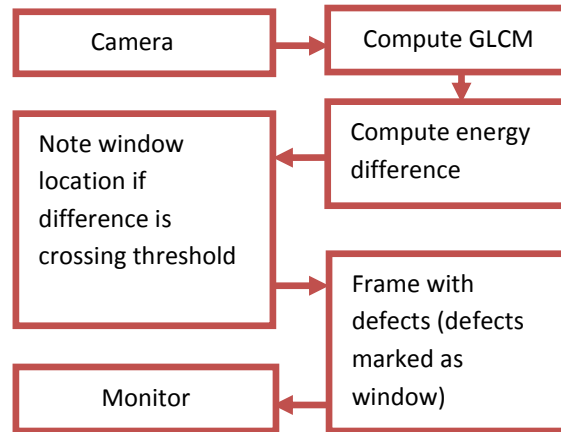 Camera
Compute GLCM
Compute energy
difference
Note window
location if
difference is
crossing threshold
Frame with
defects (defects
marked as
window)
Monitor